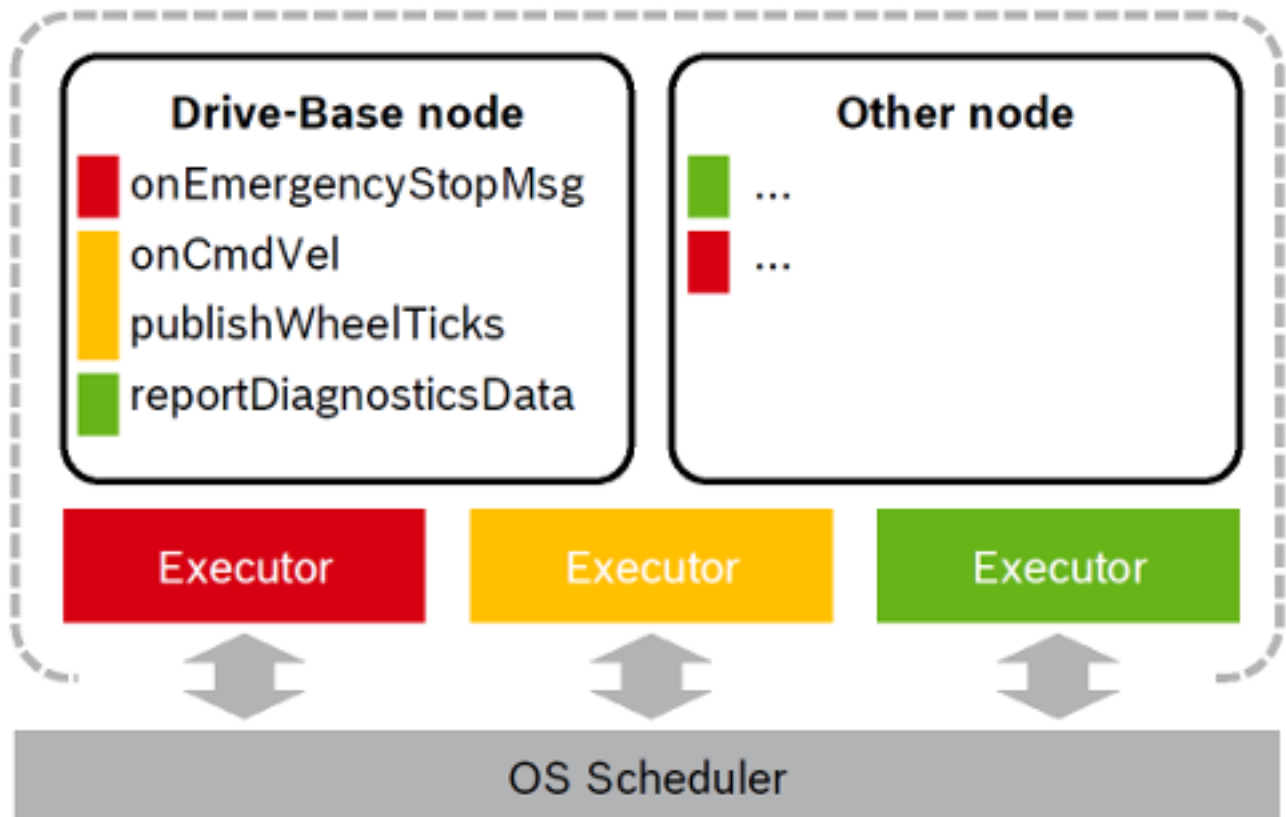 Drive-Base node
onEmergencyStopMsg
onCmdVel
publishWheelTicks
reportDiagnosticsData
Other node
...
...
Executor
Executor
Executor
OS Scheduler